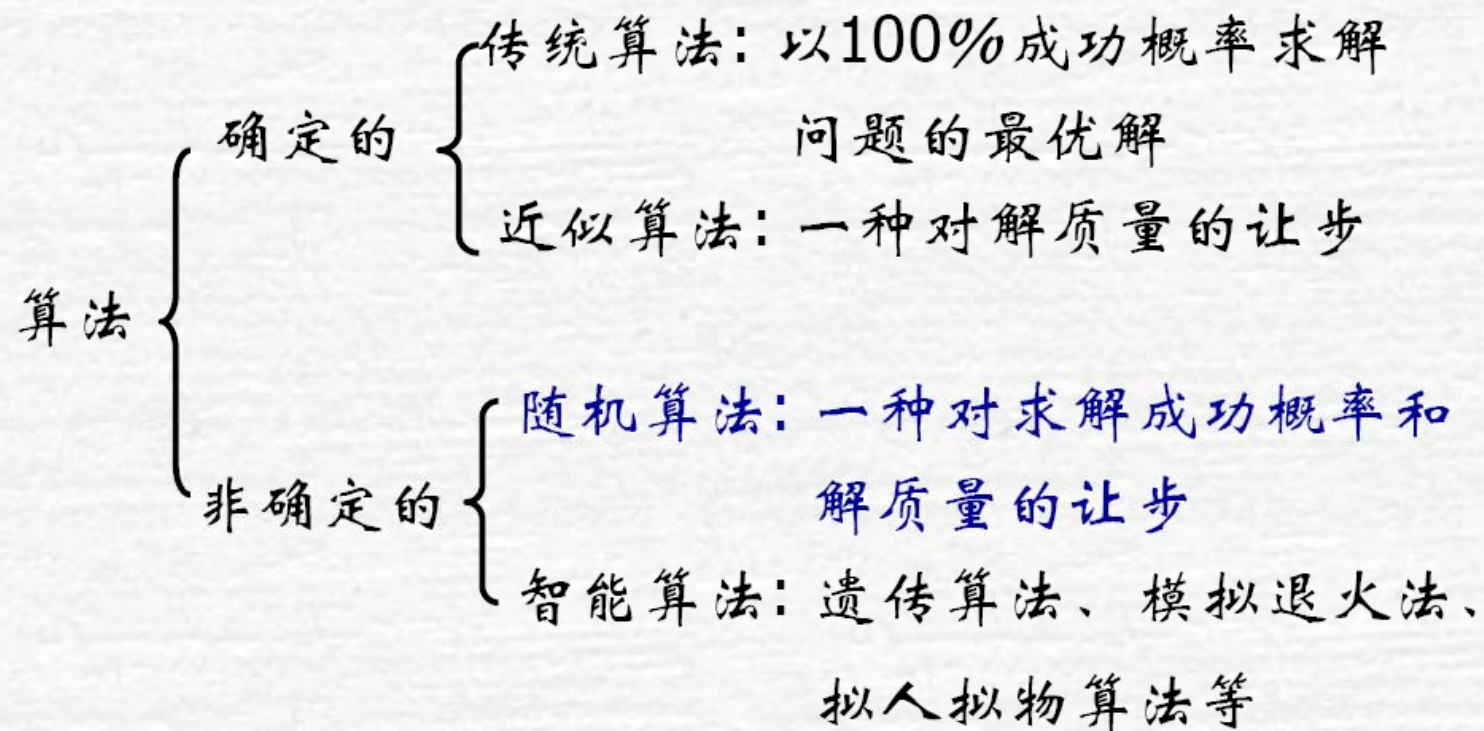 传统算法：以100%成功概率求解
确定的
问题的最优解
近似算法：一种对解质量的让步
算法
随机算法：一种对求解成功概率和
非确定的
解质量的让步
智能算法：遗传算法、模拟退火法、
拟人拟物算法等